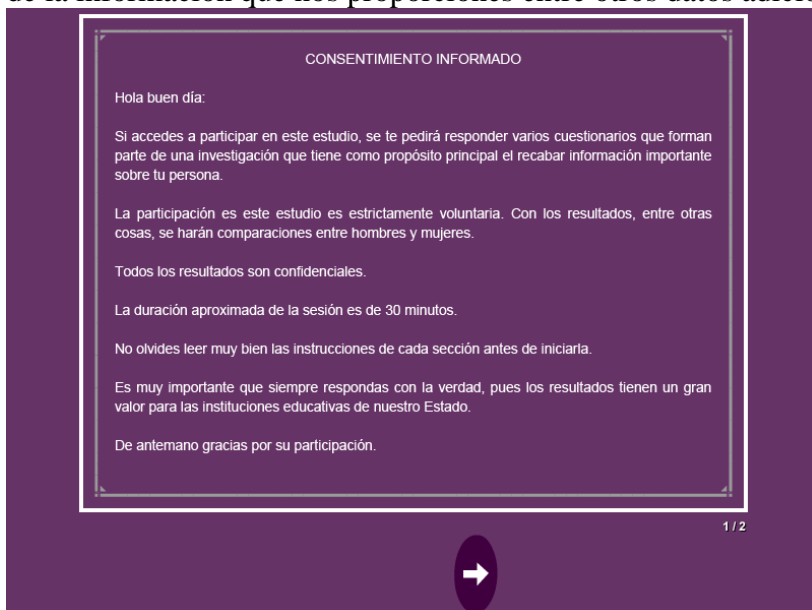 de la información que nos proporciones entre otros datos
CONSENTIMIENTO INFORMADO
Hola buen día:
Si accedes a participar en este estudio, se te pedirá responder varios cuestionarios que forman
parte de una investigación que tiene como propósito principal el recabar información importante
sobre tu persona.
La participación es este estudio es estrictamente voluntaria. Con los resultados, entre otras
cosas, se harán comparaciones entre hombres y mujeres.
Todos los resultados son confidenciales.
La duración aproximada de la sesión es de 30 minutos.
No olvides leer muy bien las instrucciones de cada sección antes de iniciarla.
Es muy importante que siempre respondas con la verdad, pues los resultados tienen un gran
valor para las instituciones educativas de nuestro Estado.
De antemano gracias por su participación.
1 / 2